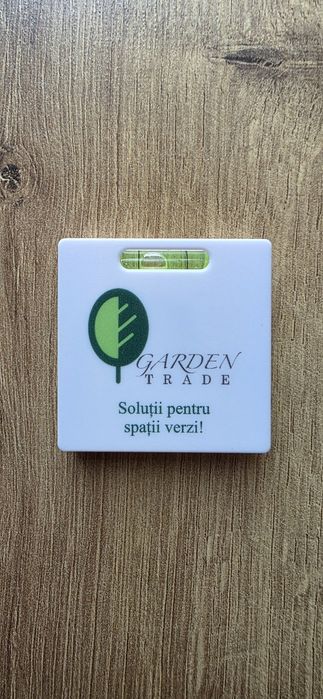 GARDEN
TRADE
Soluții pentru
spații verzi!